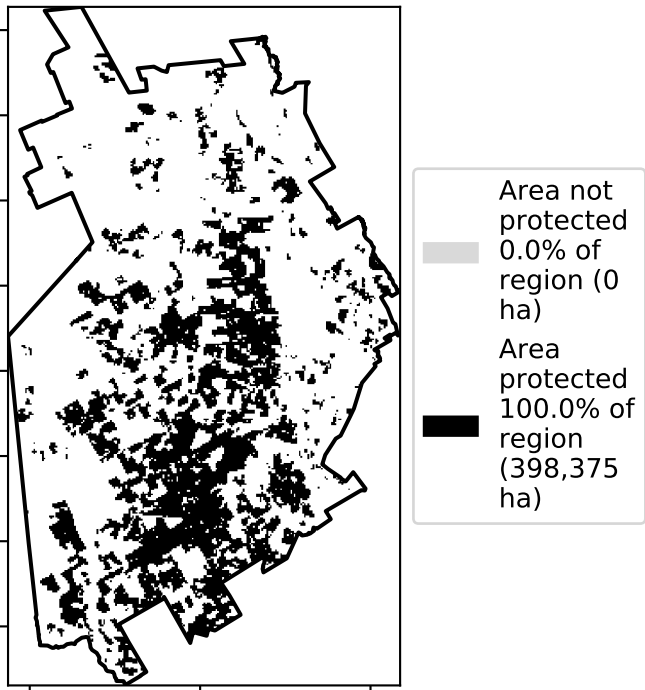 Area not
protected
0.0% of
region (0
ha)
Area
protected
100.0% of
region
(398,375
ha)